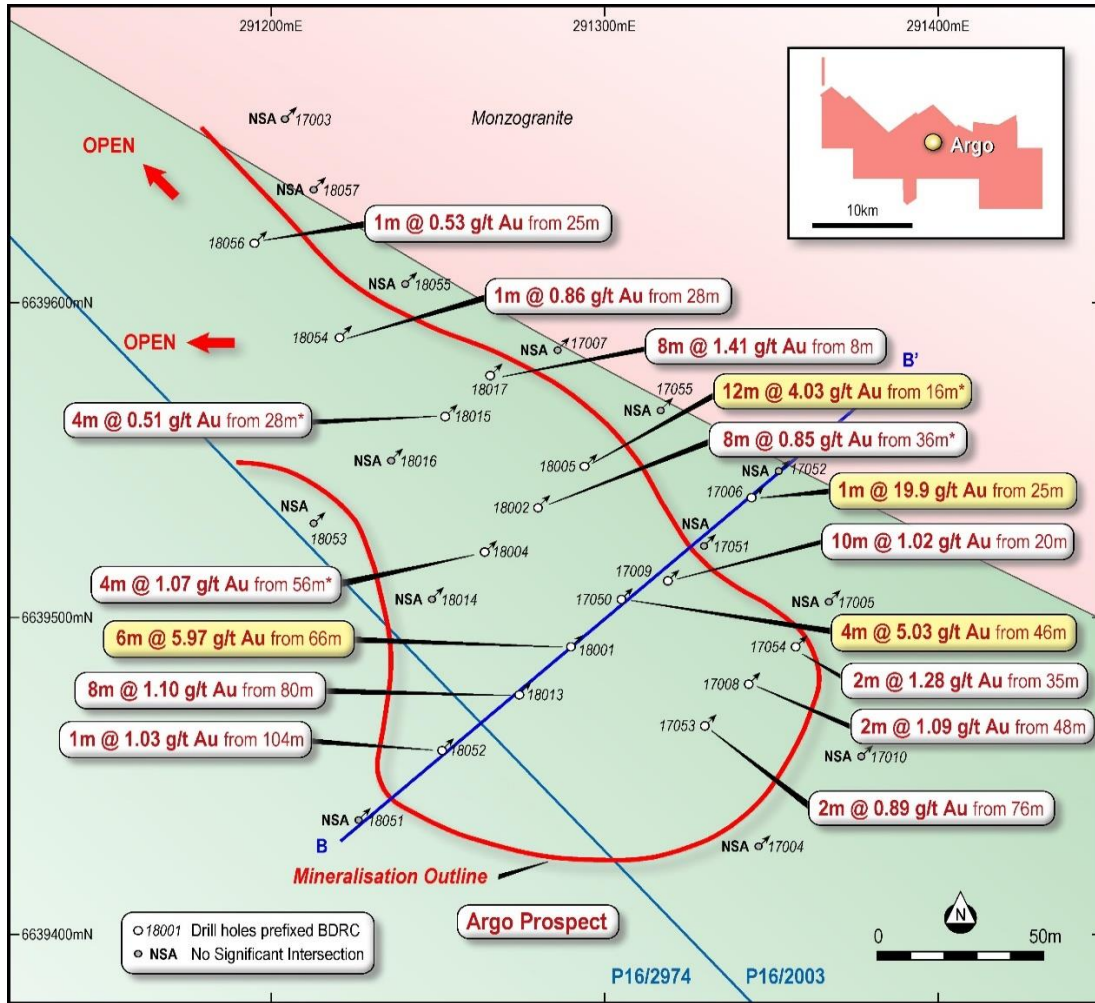 291200mE
291300mE
291400mE
NSA 17003
Monzogranite
OPEN
Argo
10km
NSA 18057
1m @ 0.53 g/t Au from 25m
18056
NSA 18055
6639600mN
1m @ 0.86 g/t Au from 28m
18054
OPEN
NSA 17007
8m @ 1.41 g/t Au from 8m
B'
18017
12m @ 4.03 g/t Au from 16m*
17055
NSA
4m @ 0.51 g/t Au from 28m*
18015
8m @ 0.85 g/t Au from 36m*
18016
18005
NSA 17052
17006
1m @ 19.9 g/t Au from 25m
18002
NSA
18053
NSA
17051
10m @ 1.02 g/t Au from 20m
18004
17009
4m @ 1.07 g/t Au from 56m*
18014
17050
NSA 17005
6639500mN
6m @ 5.97 g/t Au from 66m
4m @ 5.03 g/t Au from 46m
18001
17054
2m @ 1.28 g/t Au from 35m
8m @ 1.10 g/t Au from 80m
18013
17008
2m @ 1.09 g/t Au from 48m
1m @ 1.03 g/t Au from 104m
18052
17053
NSA 17010
2m @ 0.89 g/t Au from 76m
NSA 18051
B
NSA 17004
Mineralisation Outline
Argo Prospect
18001 Drill holes prefixed BDRC
NSA No Significant Intersection
N
6639400mN
0 50m
P16/2974 P16/2003